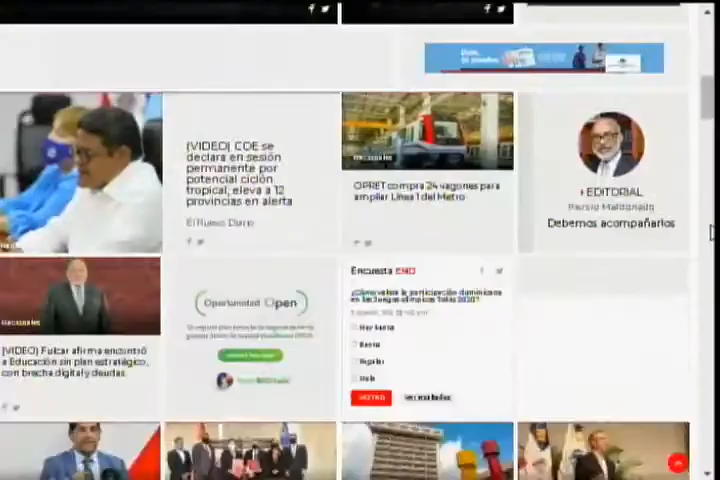 (VIDEO) COE se
declara en sesión
permanente por
potencial ciclón
tropical, eleva a 12
provincias en alerta
El Nuevo Diario
Nacionales
OPRET compra 24 vagones para
ampliar Línea 1 del Metro
+EDITORIAL
Persio Maldonado
Debemos acompañarlos
Nacionales
(VIDEO) Fulcar afirma encontró
a Educación sin plan estratégico,
con brecha digital y deudas
Oportunidad Open
Encuesta END
¿Cómo valora la participación dominicana
en los Juegos olímpicos Tokio 2020?
Muy buena
Buena
Regular
Mala
Ver resultados